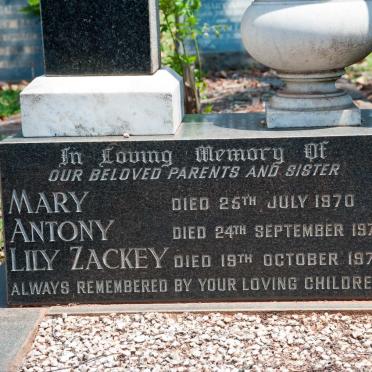 In Loving Memory Of
OUR BELOVED PARENTS AND SISTER
MARY DIED 25TH JULY 1970
ANTONY DIED 24TH SEPTEMBER
LILY ZACKEY DIED 19TH OCTOBER
ALWAYS REMEMBERED BY YOUR LOVING CHILDRE